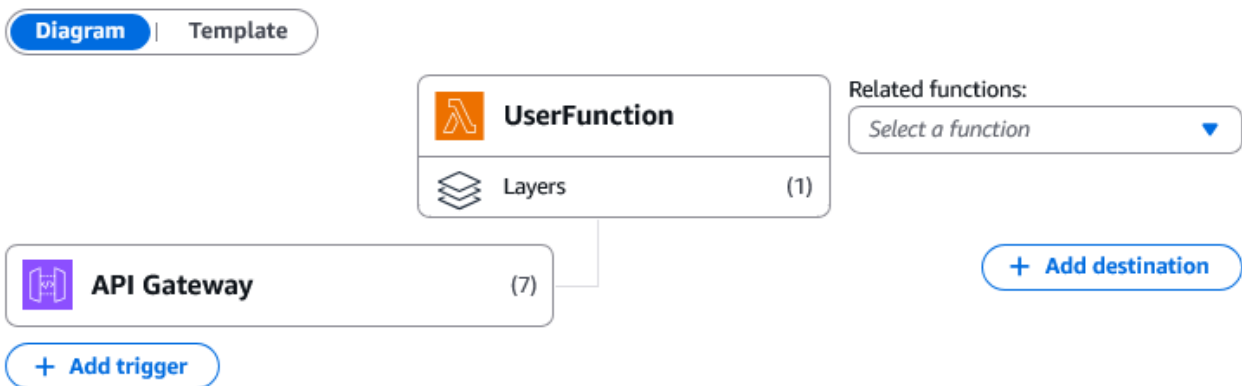 Diagram | Template
UserFunction
Related functions:
Select a function
Layers (1)
API Gateway (7)
+ Add destination
+ Add trigger